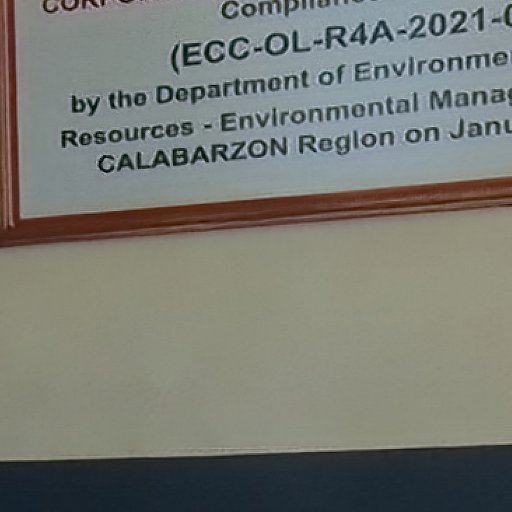 (ECC-OL-R4A-2021-
by the Department of Environme
Resources - Environmental Manag
CALABARZON Region on Janu